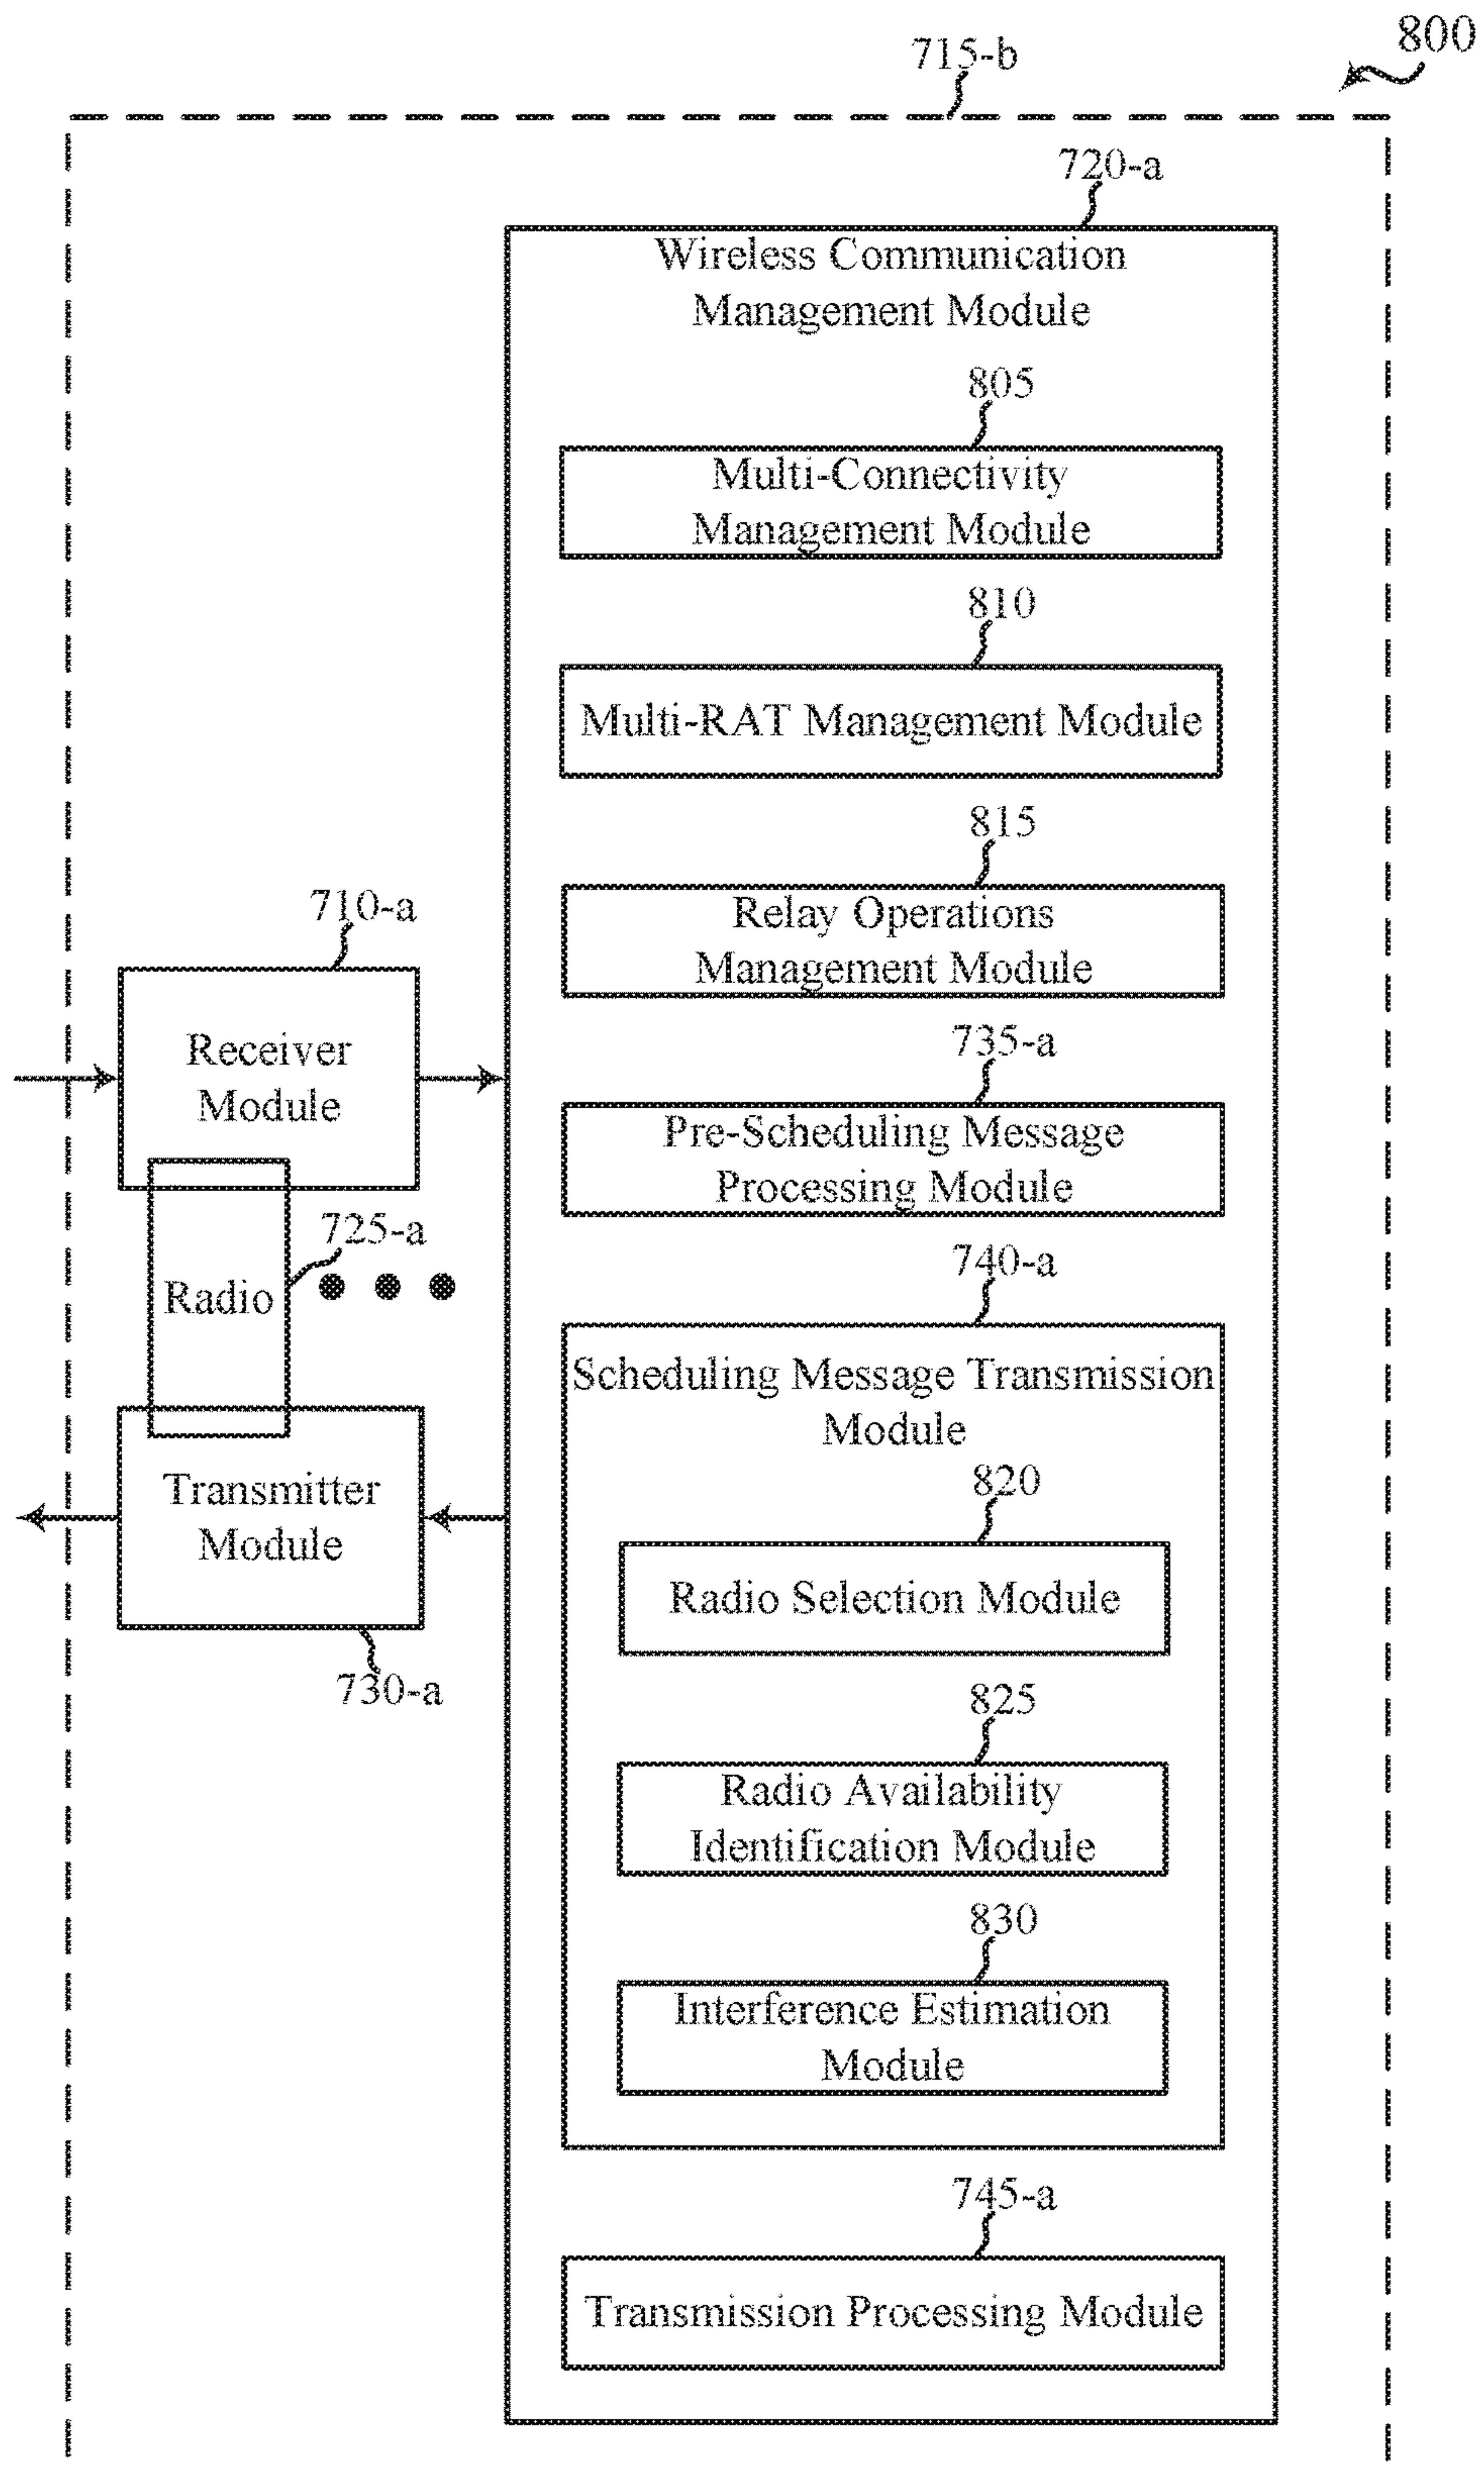 800
715-b
720-a
Wireless Communication
Management Module
805
Multi-Connectivity
Management Module
810
Multi-RAT Management Module
815
Relay Operations
Management Module
710-a
Receiver
Module
735-a
Pre-Scheduling Message
Processing Module
725-a
Radio
740-a
Scheduling Message Transmission
Module
Transmitter
Module
730-a
820
Radio Selection Module
825
Radio Availability
Identification Module
830
Interference Estimation
Module
745-a
Transmission Processing Module